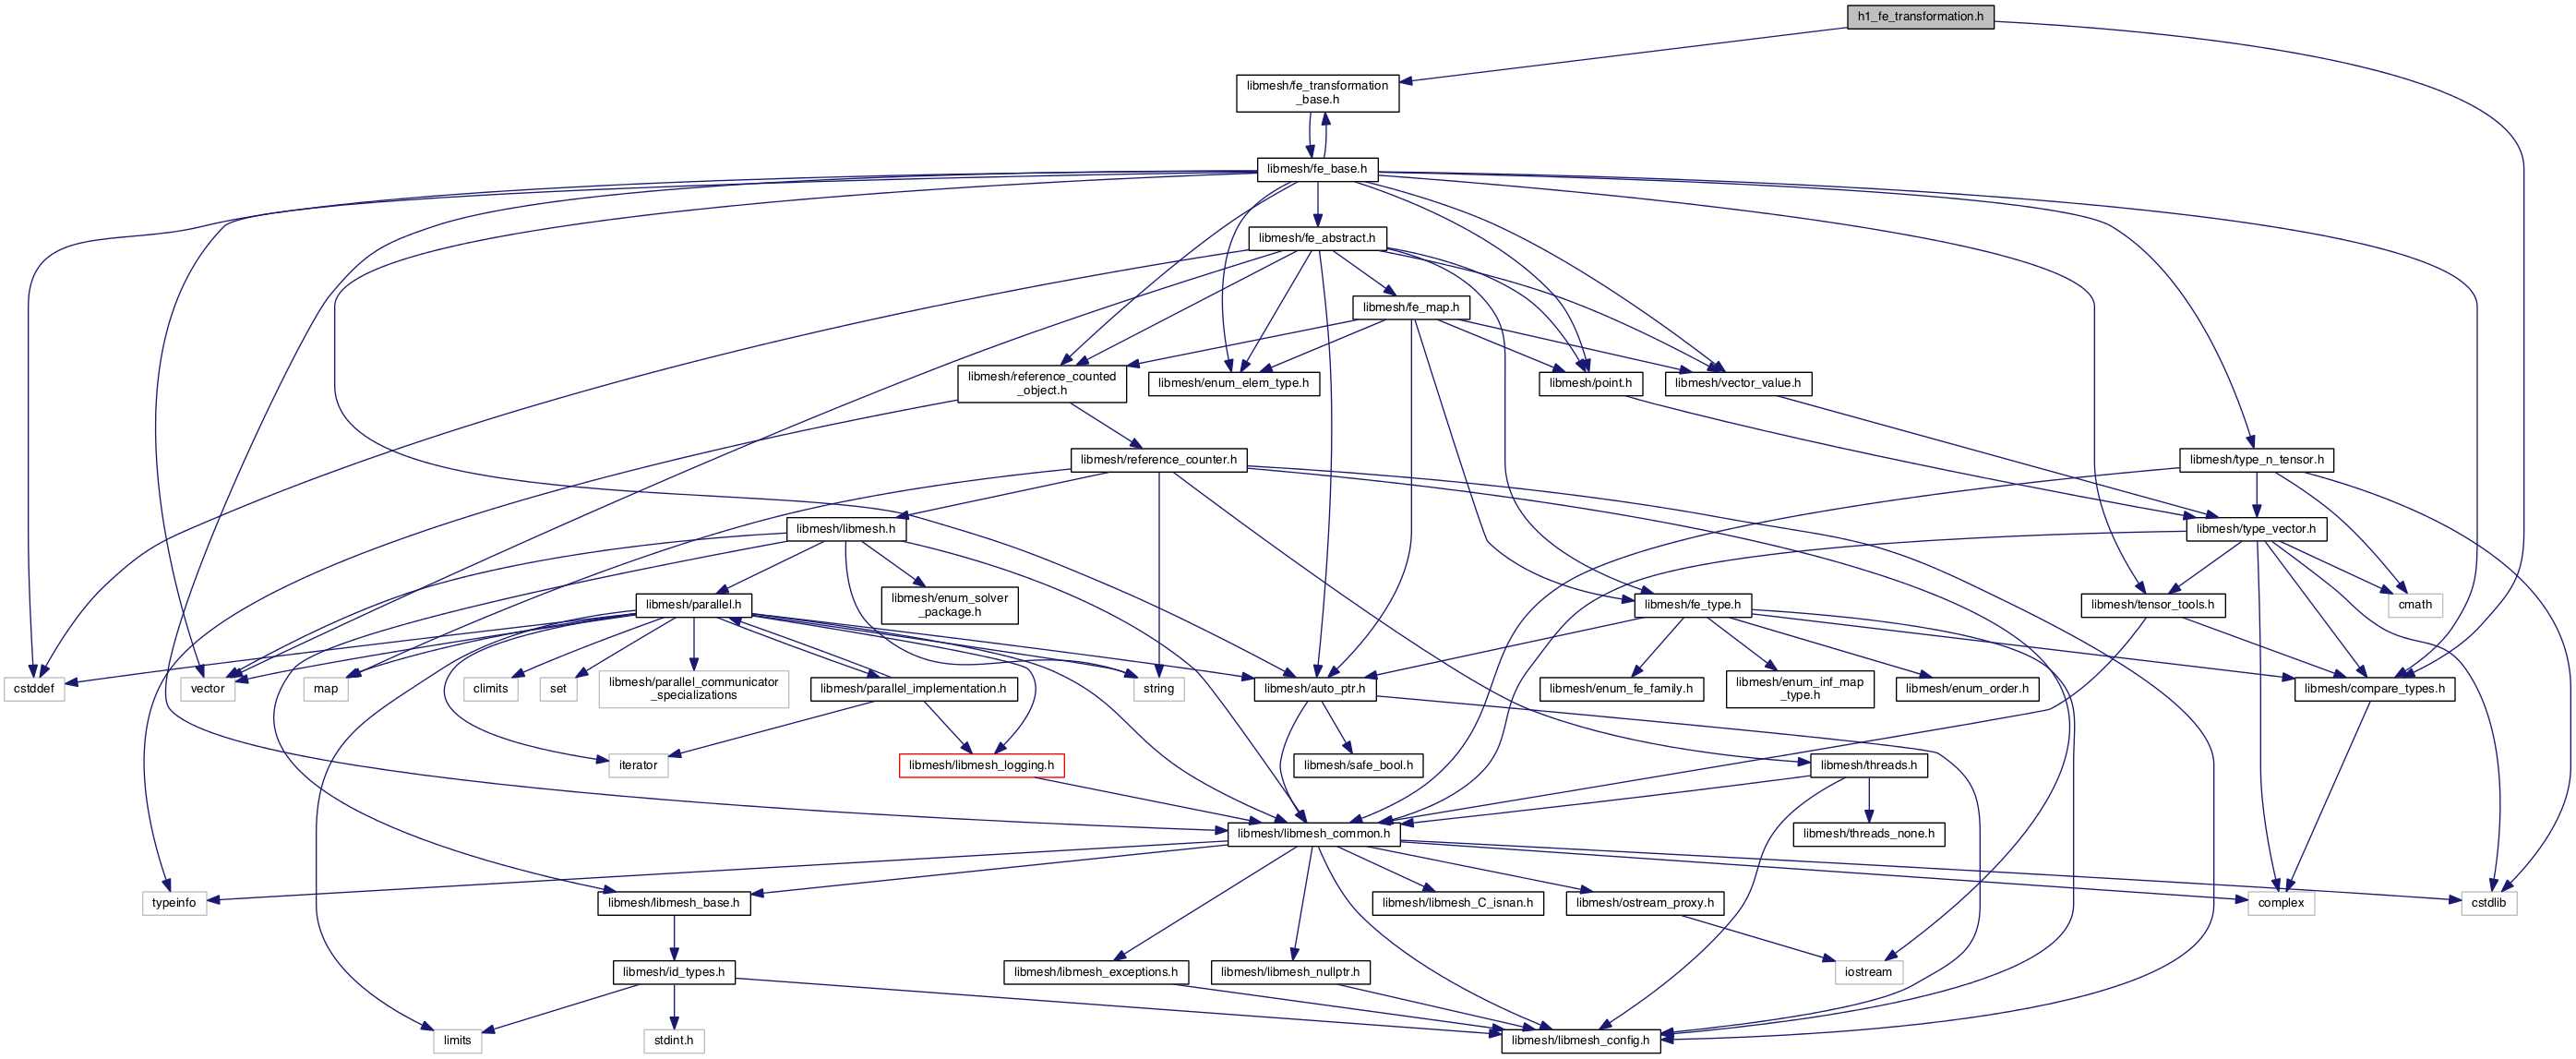 h1_fe_transformation.h
libmesh/fe_transformation
_base.h
libmesh/fe_base.h
libmesh/fe_abstract.h
libmesh/fe_map.h
libmesh/reference_counted
_object.h
libmesh/enum_elem_type.h
libmesh/point.h
libmesh/vector_value.h
libmesh/reference_counter.h
libmesh/type_n_tensor.h
libmesh/libmesh.h
libmesh/type_vector.h
libmesh/parallel.h
libmesh/enum_solver
_package.h
libmesh/fe_type.h
libmesh/tensor_tools.h
cmath
cstddef
vector
map
climits
set
libmesh/parallel_communicator
_specializations
libmesh/parallel_implementation.h
string
libmesh/auto_ptr.h
libmesh/enum_fe_family.h
libmesh/enum_inf_map
_type.h
libmesh/enum_order.h
libmesh/compare_types.h
iterator
libmesh/libmesh_logging.h
libmesh/safe_bool.h
libmesh/threads.h
libmesh/libmesh_common.h
libmesh/threads_none.h
typeinfo
libmesh/libmesh_base.h
libmesh/libmesh_C_isnan.h
libmesh/ostream_proxy.h
complex
cstdlib
libmesh/id_types.h
libmesh/libmesh_exceptions.h
libmesh/libmesh_nullptr.h
iostream
limits
stdint.h
libmesh/libmesh_config.h